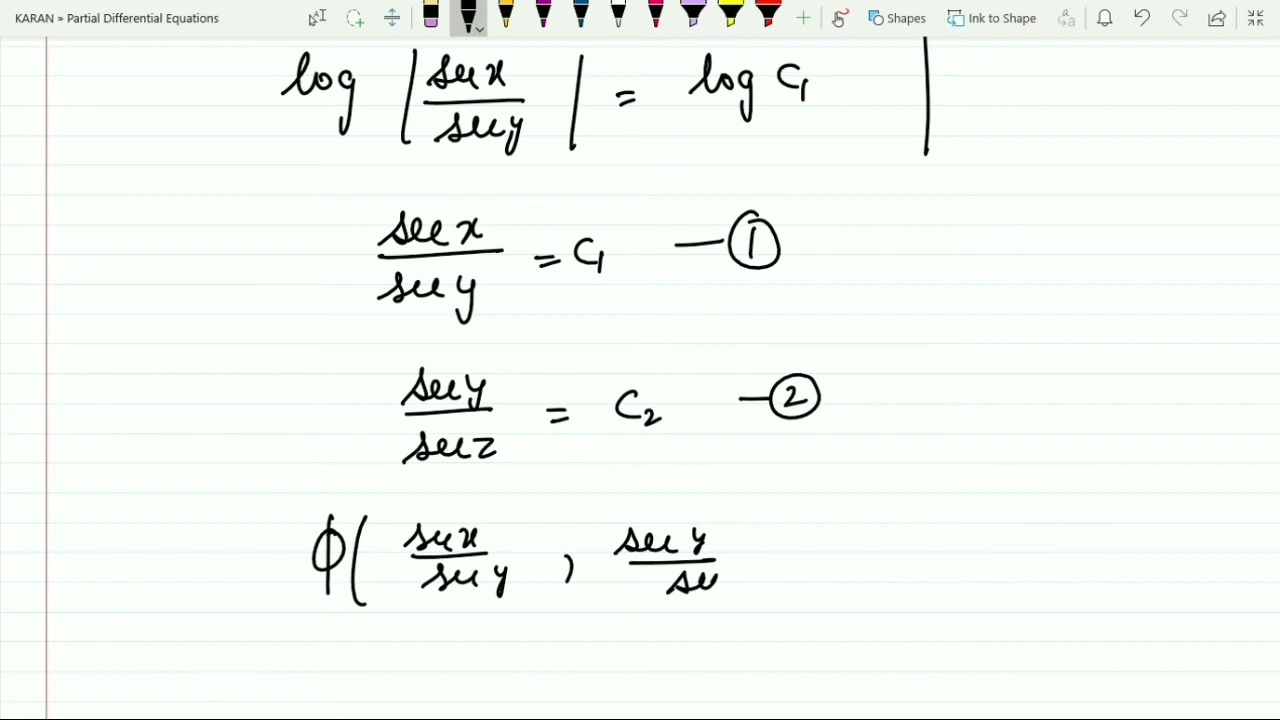 KARAN » Partial Differential Equations
Shapes Ink to Shape
log | sec x / sec y | = log C₁ |
sec x / sec y = C₁ — ①
sec y / sec z = C₂ — ②
ϕ( sec x / sec y , sec y / sec